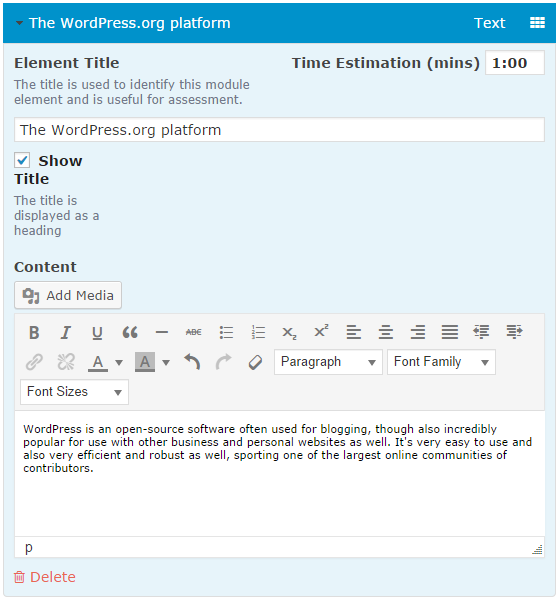 The WordPress.org platform Text
Element Title Time Estimation (mins) 1:00
The title is used to identify this module
element and is useful for assessment.
The WordPress.org platform
Show
Title
The title is
displayed as a
heading
Content
Add Media
B I U ABC X2 X2
A A Paragraph Font Family
Font Sizes
WordPress is an open-source software often used for blogging, though also incredibly
popular for use with other business and personal websites as well. It's very easy to use and
also very efficient and robust as well, sporting one of the largest online communities of
contributors.
p
Delete